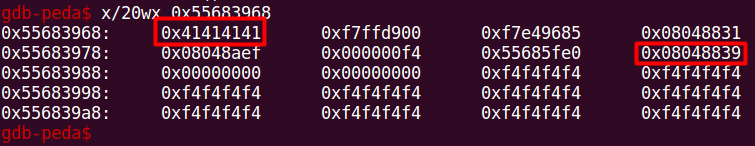 gdb-peda$ x/20wx 0x55683968
0x55683968: 0x41414141 0xf7ffd900 0xf7e49685 0x08048831
0x55683978: 0x08048aef 0x000000f4 0x55685fe0 0x08048839
0x55683988: 0x00000000 0x00000000 0xf4f4f4f4 0xf4f4f4f4
0x55683998: 0xf4f4f4f4 0xf4f4f4f4 0xf4f4f4f4 0xf4f4f4f4
0x556839a8: 0xf4f4f4f4 0xf4f4f4f4 0xf4f4f4f4 0xf4f4f4f4
gdb-peda$